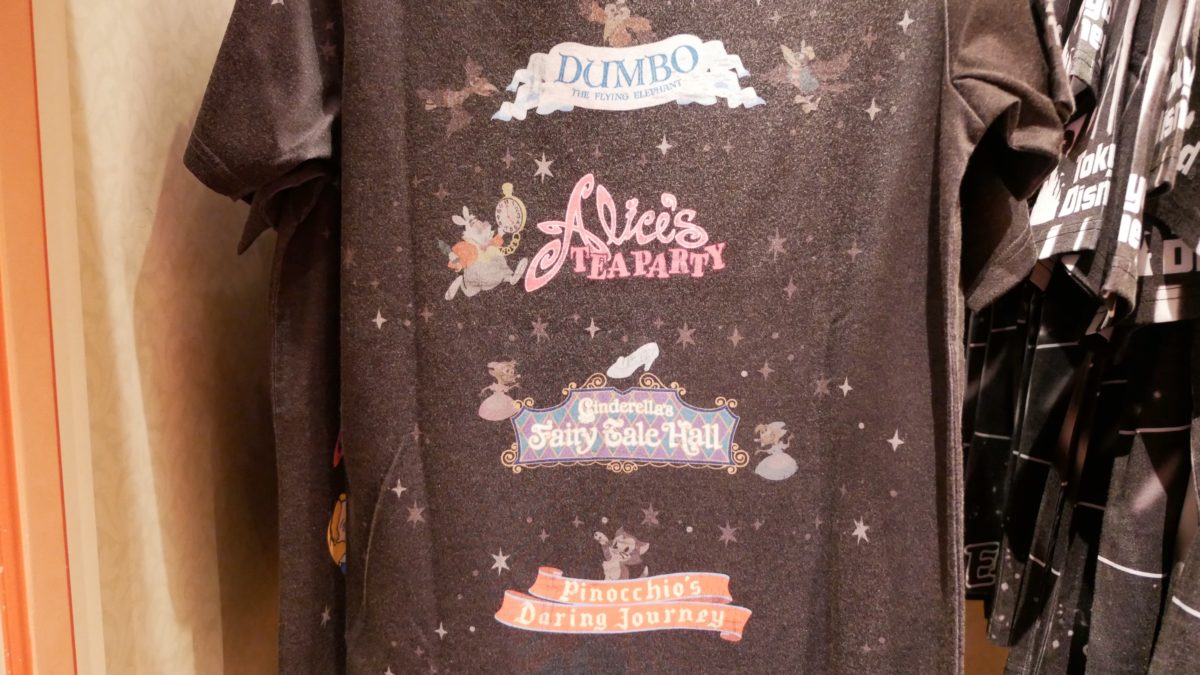 DUMBO
THE FLYING ELEPHANT
Alice's
TEA PARTY
Cinderella's
Fairy Tale Hall
Pinocchio's
Daring Journey